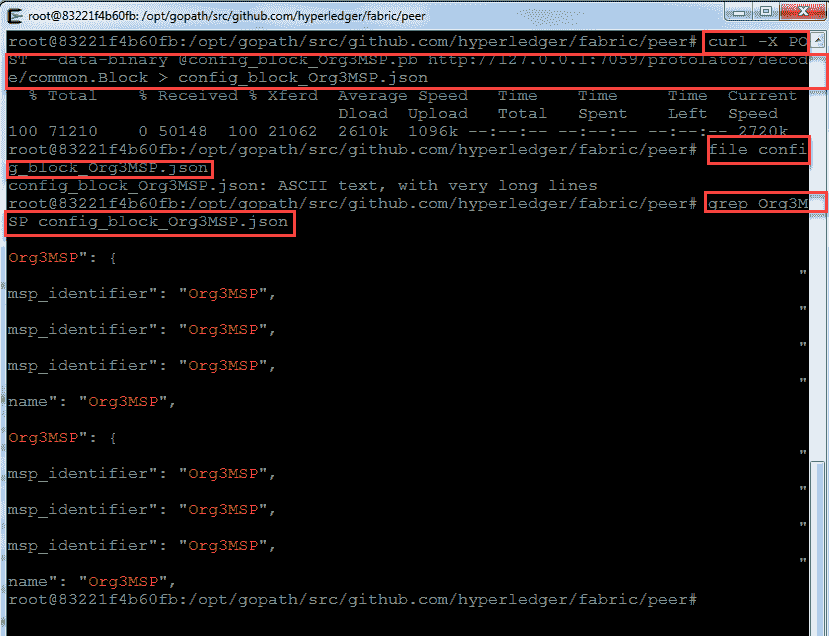 root@83221f4b60fb: /opt/gopath/src/github.com/hyperledger/fabric/peer
root@83221f4b60fb:/opt/gopath/src/github.com/hyperledger/fabric/peer# curl -X PO
ST --data-binary @config_block_Org3MSP.pb http://127.0.0.1:7059/protolator/decod
e/common.Block > config_block_Org3MSP.json
% Total % Received % Xferd Average Speed Time Time Time Current
Dload Upload Total Spent Left Speed
100 71210 0 50148 100 21062 2610k 1096k --:--:-- --:--:-- --:--:-- 2720k
root@83221f4b60fb:/opt/gopath/src/github.com/hyperledger/fabric/peer# file confi
g_block_Org3MSP.json
config_block_Org3MSP.json: ASCII text, with very long lines
root@83221f4b60fb:/opt/gopath/src/github.com/hyperledger/fabric/peer# grep Org3M
SP config_block_Org3MSP.json
Org3MSP": {
"
msp_identifier": "Org3MSP",
"
msp_identifier": "Org3MSP",
"
msp_identifier": "Org3MSP",
"
name": "Org3MSP",
Org3MSP": {
"
msp_identifier": "Org3MSP",
"
msp_identifier": "Org3MSP",
"
msp_identifier": "Org3MSP",
"
name": "Org3MSP",
root@83221f4b60fb:/opt/gopath/src/github.com/hyperledger/fabric/peer#